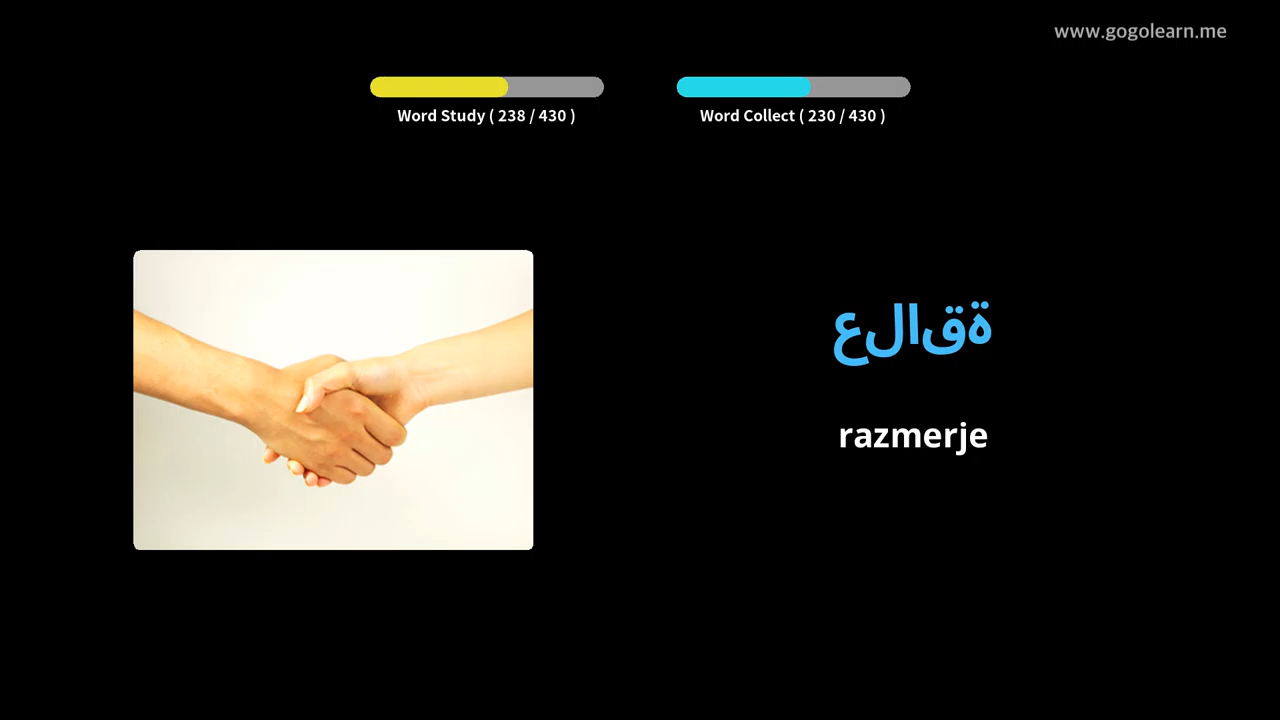 www.gogolearn.me
Word Study ( 238 / 430 )
Word Collect ( 230 / 430 )
علاقة
razmerje